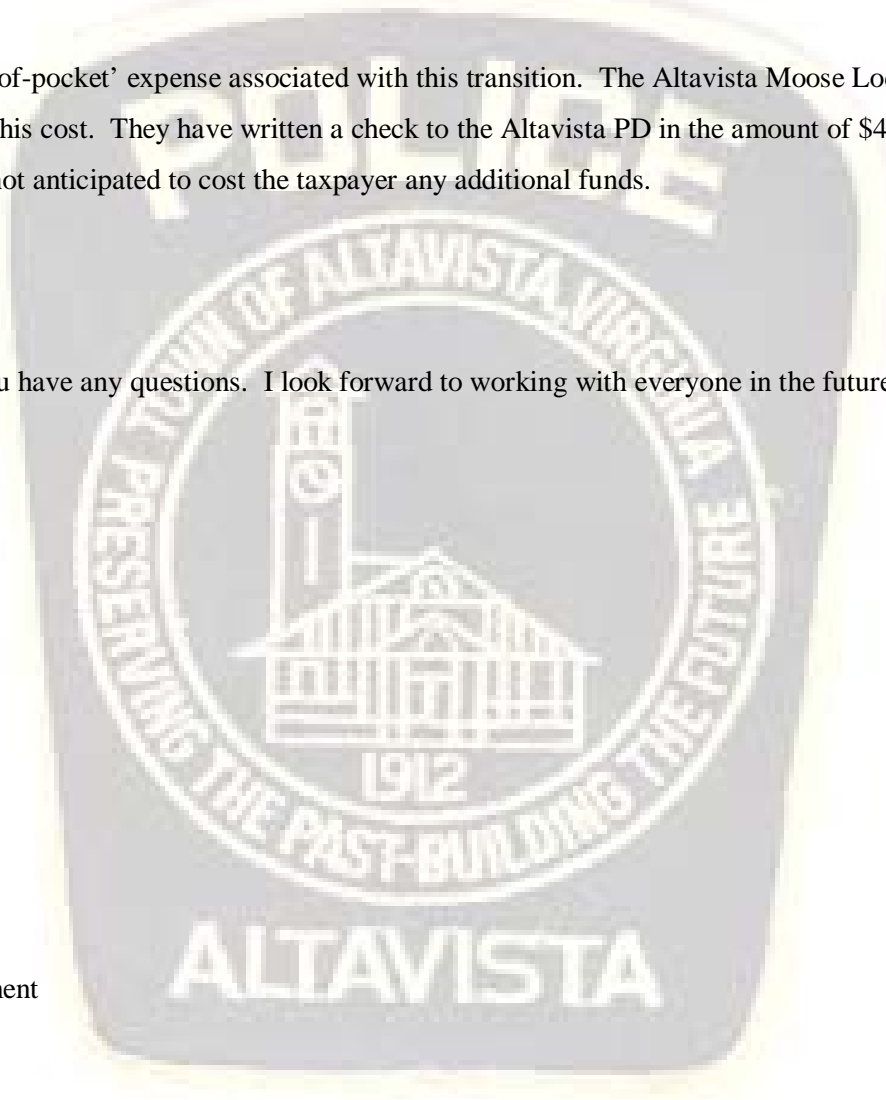 POLICE
of-pocket’ expense associated with this transition. The Altavista Moose
his cost. They have written a check to the Altavista PD in the amount of $4
not anticipated to cost the taxpayer any additional funds.
TOWN OF ALTAVISTA, VIRGINIA
have any questions. I look forward to working with everyone in the future
PRESERVING THE PAST-BUILDING THE FUTURE
1912
ALTAVISTA